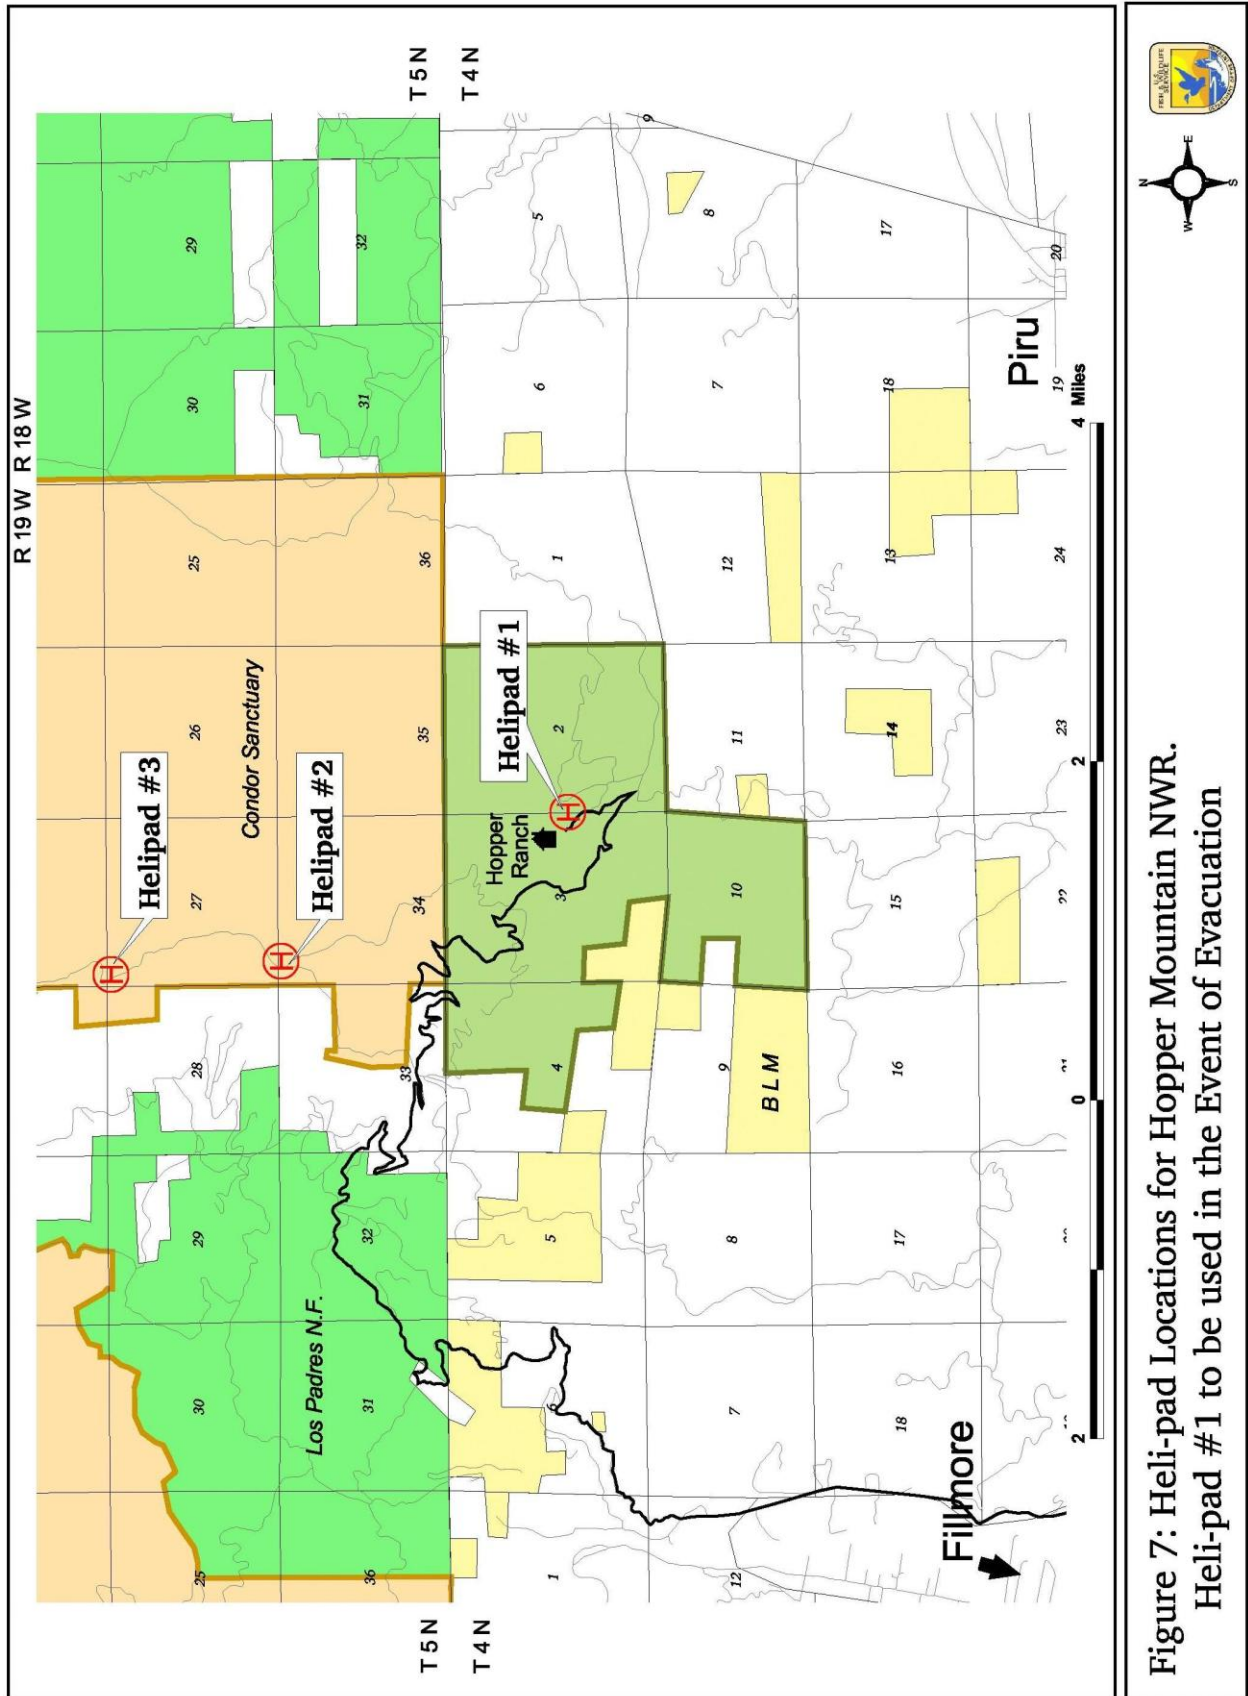 R 19 W R 18 W
Helipad #3
25 30 29 28 27 26 25 30 29
Condor Sanctuary
Los Padres N.F.
Helipad #2
36 31 32 33 34 35 36 31 32
T 5 N T 5 N
T 4 N T 4 N
Hopper
Ranch
Helipad #1
1 6 5 4 3 2 1 6 5
12 7 8 9 10 11 12 7 8
B L M
18 17 16 15 14 13 18 17
Fillmore
Piru
23 24 19 20
2 0 2 4 Miles
Figure 7: Heli-pad Locations for Hopper Mountain NWR.
Heli-pad #1 to be used in the Event of Evacuation
N
W E
S
U.S.
FISH & WILDLIFE
SERVICE